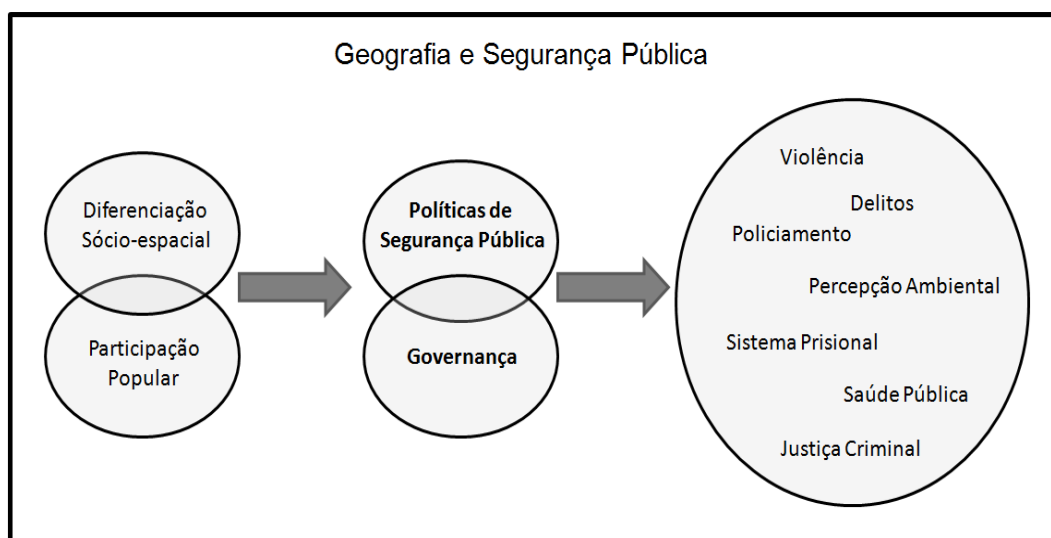 Geografia e Segurança Pública
Diferenciação
Sócio-espacial
Participação
Popular
Políticas de
Segurança Pública
Governança
Violência
Delitos
Policiamento
Percepção Ambiental
Sistema Prisional
Saúde Pública
Justiça Criminal